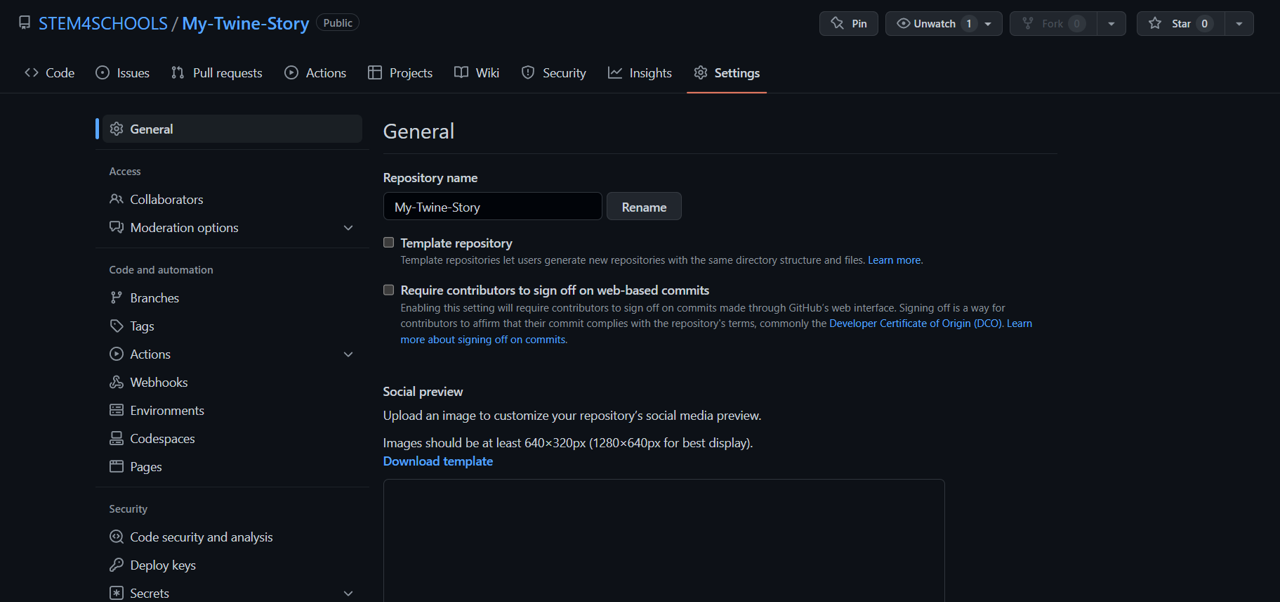 STEM4SCHOOLS / My-Twine-Story Public
Pin
Unwatch 1
Fork 0
Star 0
Code
Issues
Pull requests
Actions
Projects
Wiki
Security
Insights
Settings
General
Access
Collaborators
Moderation options
Code and automation
Branches
Tags
Actions
Webhooks
Environments
Codespaces
Pages
Security
Code security and analysis
Deploy keys
Secrets
General
Repository name
My-Twine-Story
Rename
Template repository
Template repositories let users generate new repositories with the same directory structure and files. Learn more.
Require contributors to sign off on web-based commits
Enabling this setting will require contributors to sign off on commits made through GitHub's web interface. Signing off is a way for
contributors to affirm that their commit complies with the repository's terms, commonly the Developer Certificate of Origin (DCO). Learn
more about signing off on commits.
Social preview
Upload an image to customize your repository's social media preview.
Images should be at least 640×320px (1280×640px for best display).
Download template